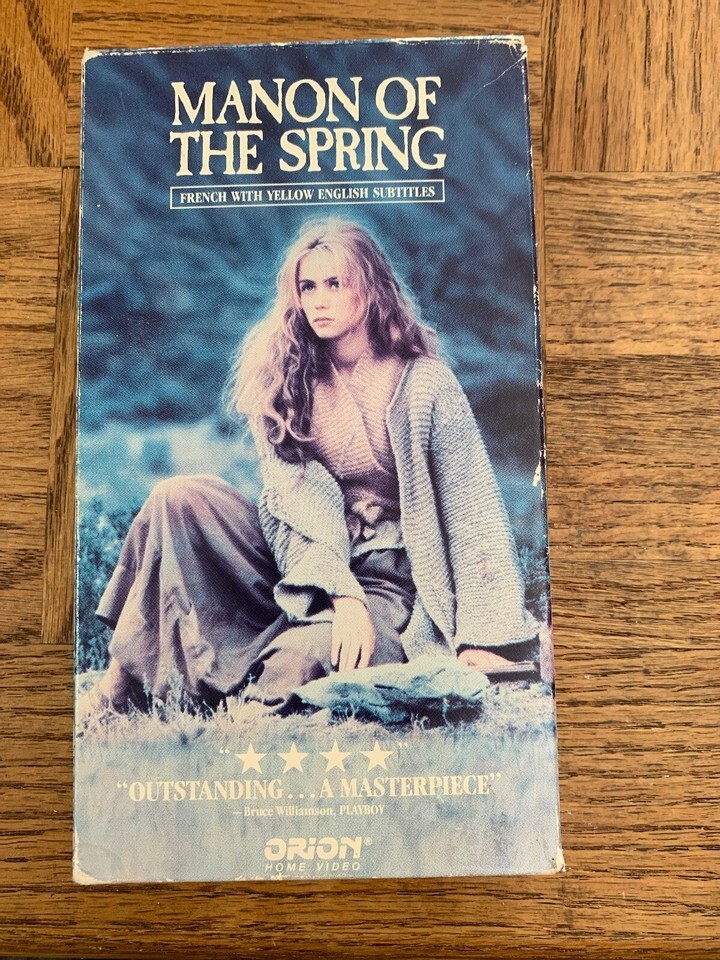 MANON OF
THE SPRING
FRENCH WITH YELLOW ENGLISH SUBTITLES
"★★★★"
"OUTSTANDING...A MASTERPIECE"
—Bruce Williamson, PLAYBOY
ORION®
HOME VIDEO